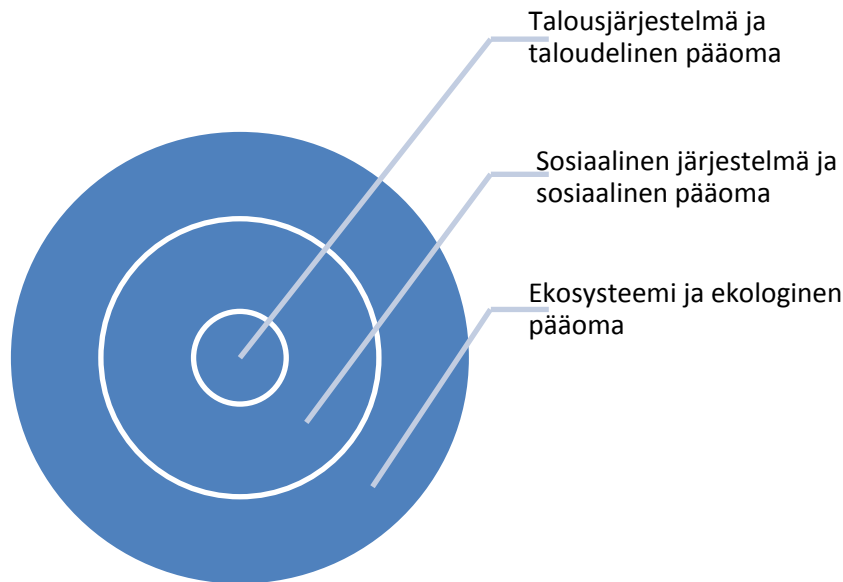 Talousjärjestelmä ja
taloudelinen pääoma
Sosiaalinen järjestelmä ja
sosiaalinen pääoma
Ekosysteemi ja ekologinen
pääoma